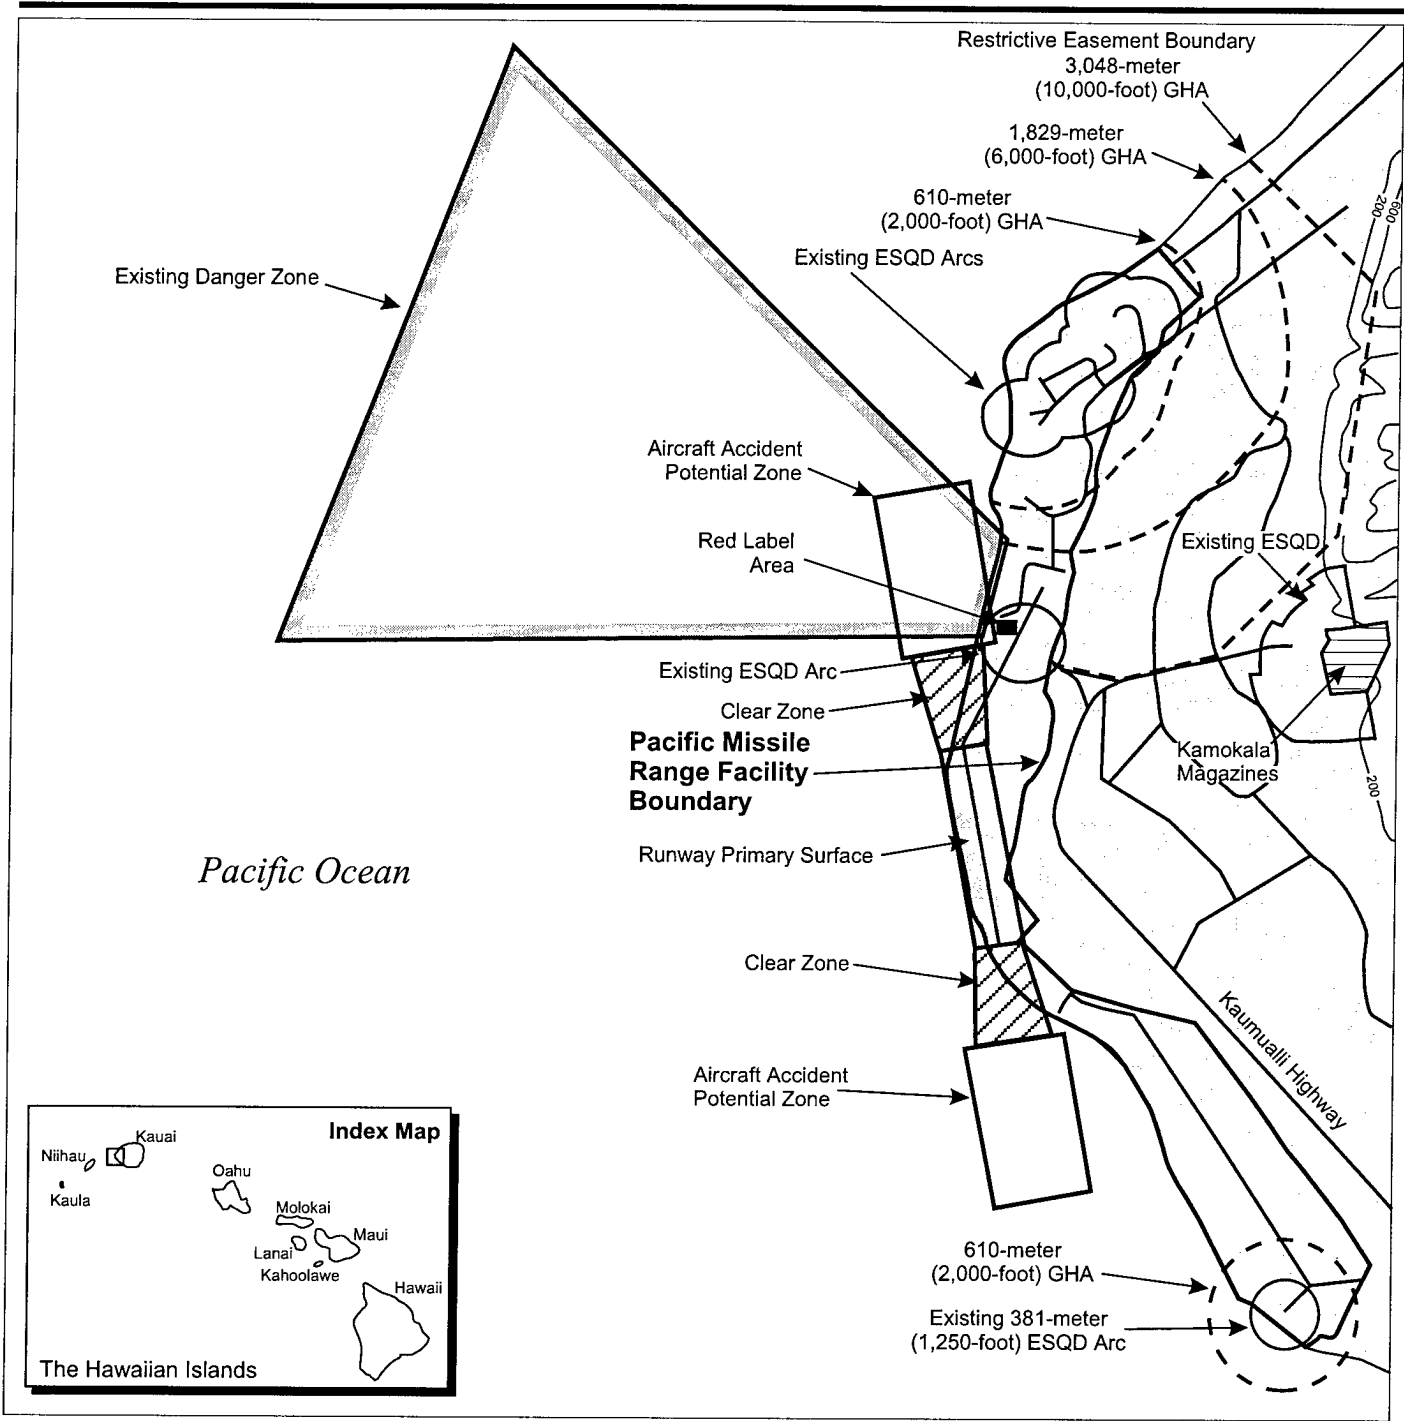 Restrictive Easement Boundary
3,048-meter
(10,000-foot) GHA
1,829-meter
(6,000-foot) GHA
610-meter
(2,000-foot) GHA
Existing ESQD Arcs
200
600
Existing Danger Zone
Aircraft Accident
Potential Zone
Red Label
Area
Existing ESQD
Existing ESQD Arc
Clear Zone
Pacific Missile
Range Facility
Boundary
Kamokala
Magazines
200
Runway Primary Surface
Pacific Ocean
Clear Zone
Kaumualli Highway
Aircraft Accident
Potential Zone
Index Map
Kauai
Niihau
Kaula
Oahu
Molokai
Maui
Lanai
Kahoolawe
Hawaii
The Hawaiian Islands
610-meter
(2,000-foot) GHA
Existing 381-meter
(1,250-foot) ESQD Arc